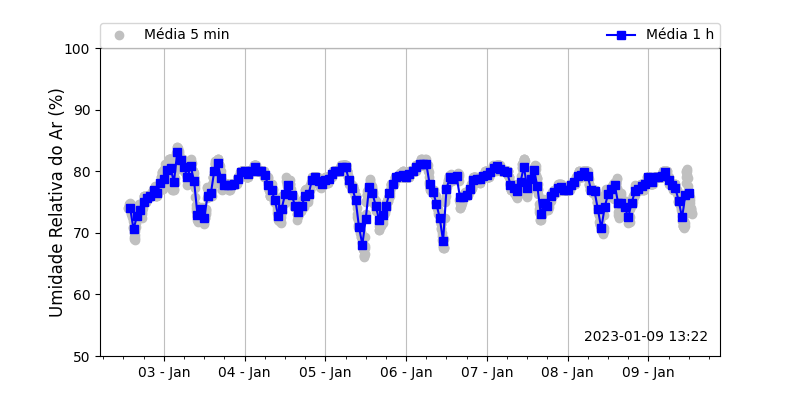 Média 5 min
Média 1 h
Umidade Relativa do Ar (%)
100
90
80
70
60
50
2023-01-09 13:22
03 - Jan
04 - Jan
05 - Jan
06 - Jan
07 - Jan
08 - Jan
09 - Jan